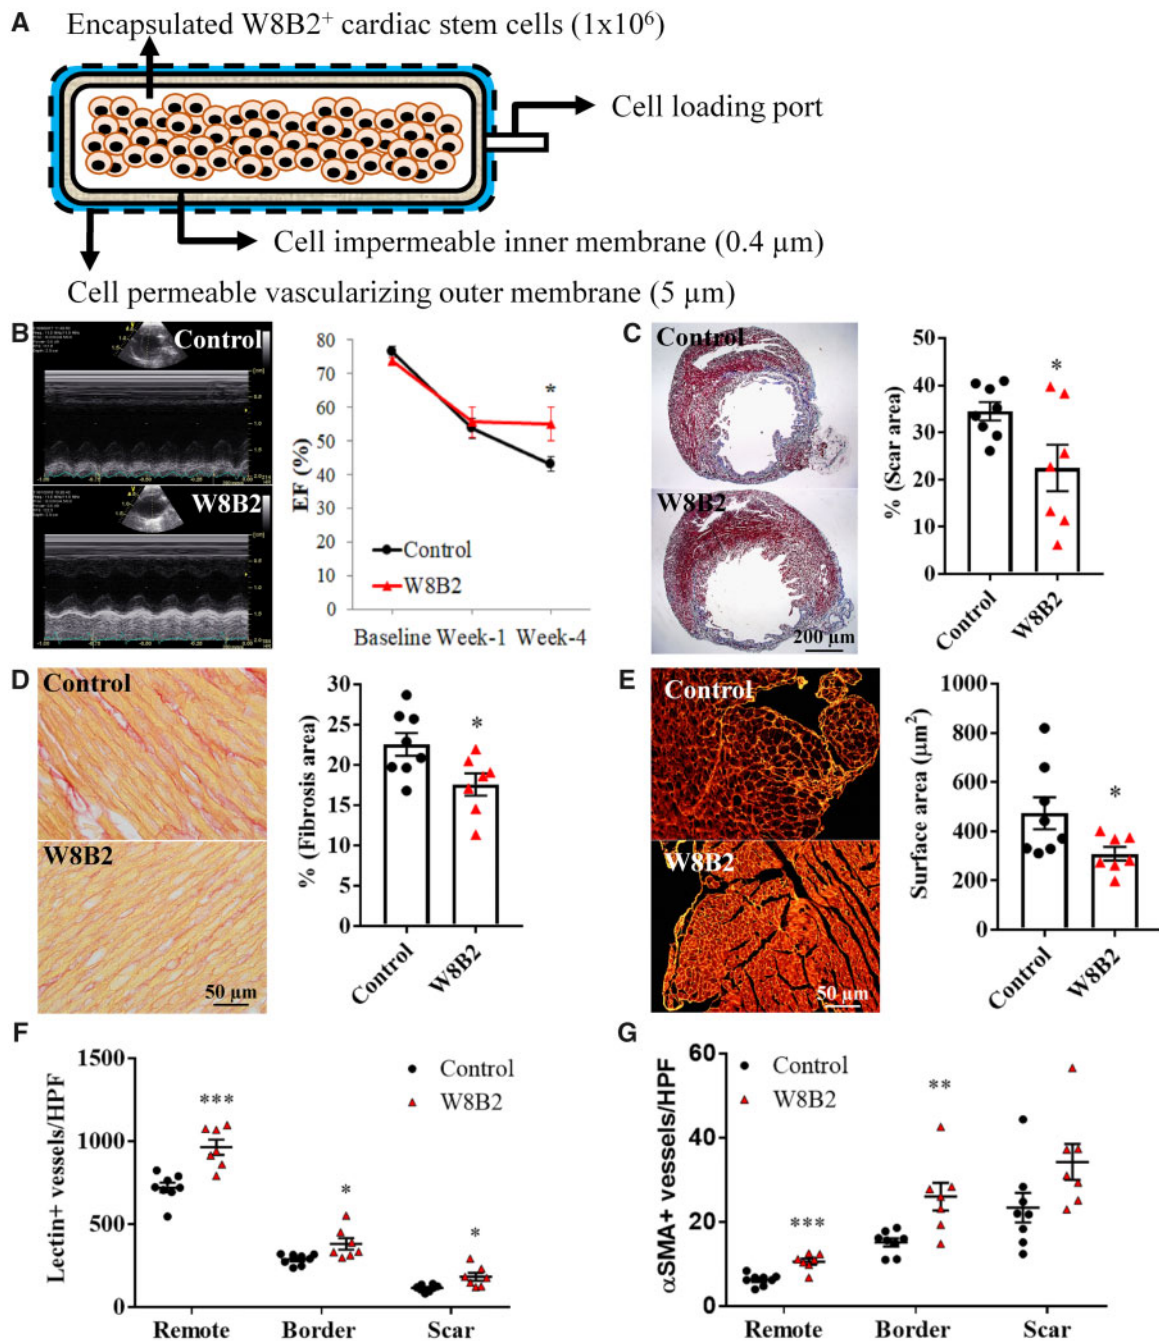 A
Encapsulated W8B2⁺ cardiac stem cells (1x10⁶)
Cell loading port
Cell impermeable inner membrane (0.4 µm)
Cell permeable vascularizing outer membrane (5 µm)
B
Control
W8B2
EF (%)
80
70
60
50
40
30
20
10
0
*
Control
W8B2
Baseline Week-1 Week-4
C
Control
W8B2
200 µm
% (Scar area)
50
40
30
20
10
0
*
Control
W8B2
D
Control
W8B2
50 µm
% (Fibrosis area)
30
25
20
15
10
5
0
*
Control
W8B2
E
Control
W8B2
50 µm
Surface area (µm²)
1000
800
600
400
200
0
*
Control
W8B2
F
Lectin+ vessels/HPF
1500
1000
500
0
Control
W8B2
***
*
*
Remote Border Scar
G
αSMA+ vessels/HPF
60
40
20
0
Control
W8B2
***
**
Remote Border Scar